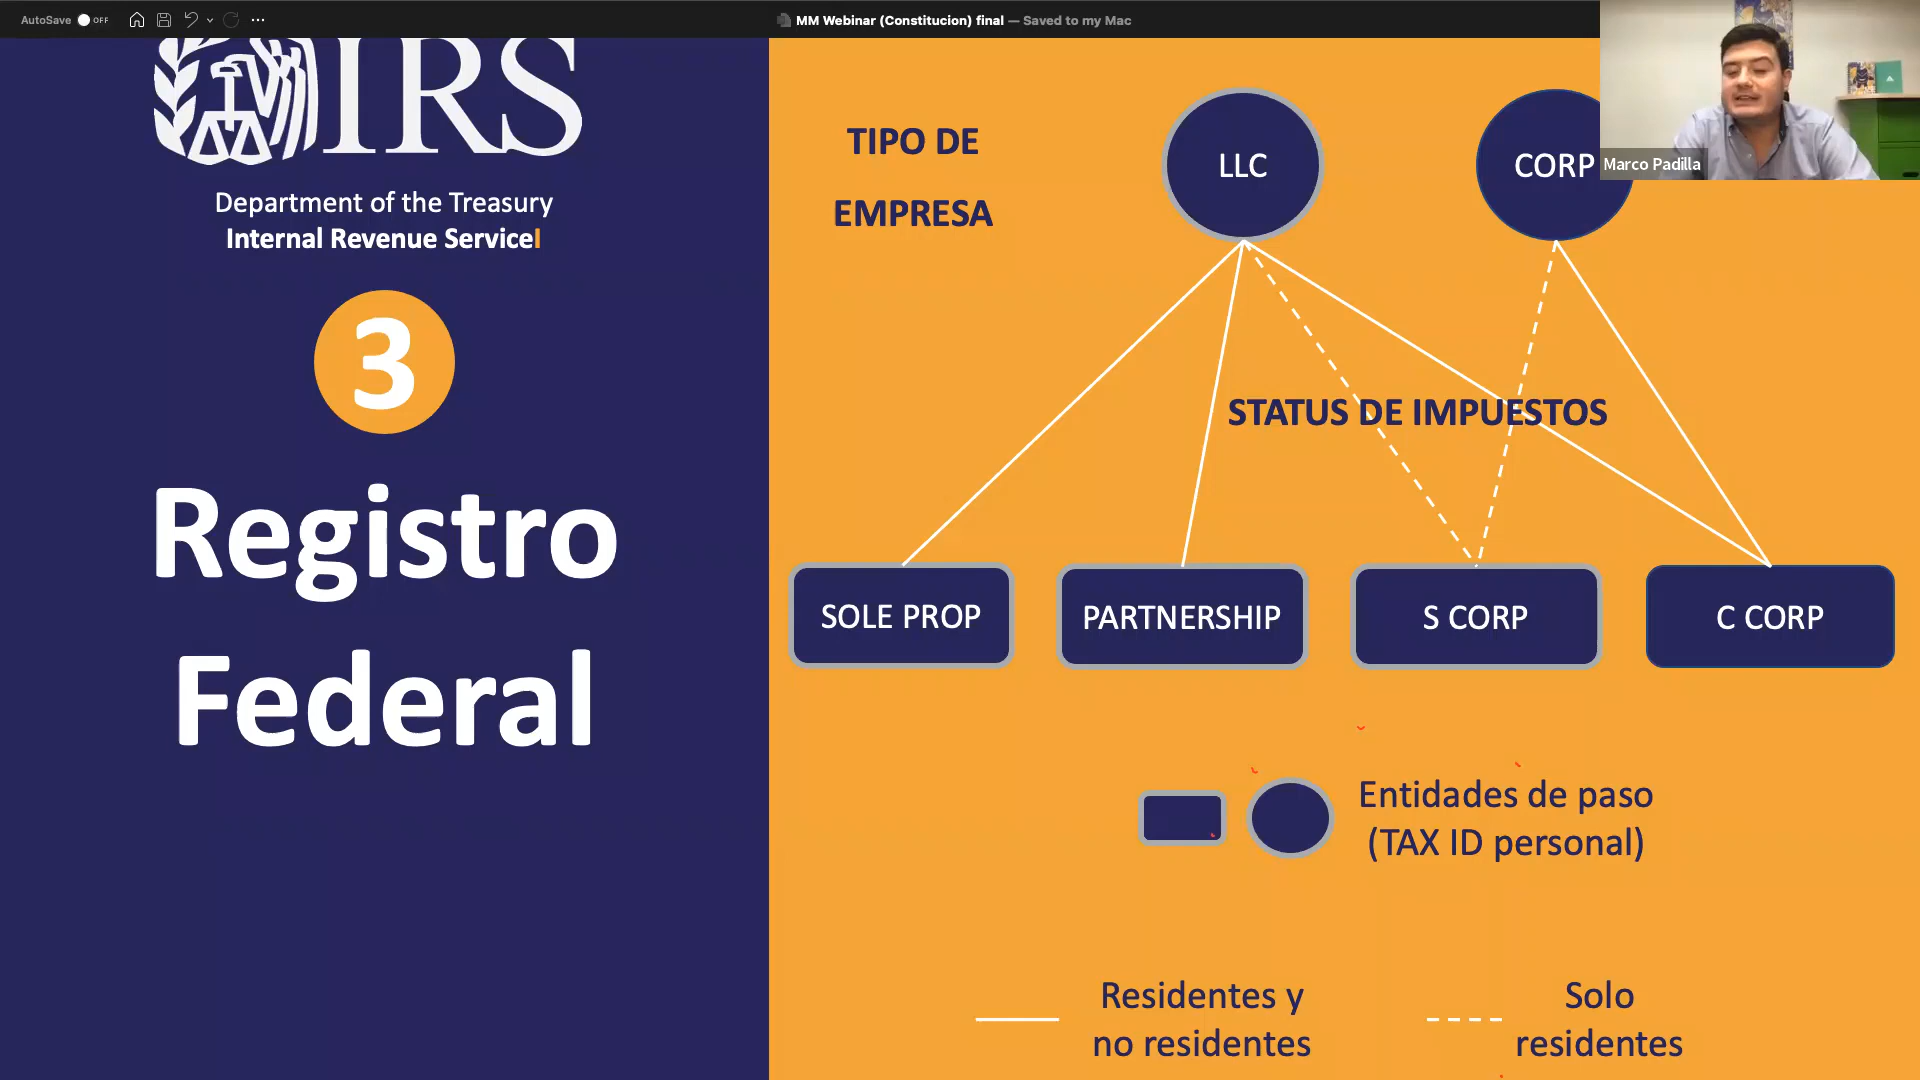 AutoSave OFF
MM Webinar (Constitucion) final — Saved to my Mac
IRS
Department of the Treasury
Internal Revenue ServiceI
3
Registro
Federal
TIPO DE
EMPRESA
LLC
CORP
Marco Padilla
STATUS DE IMPUESTOS
SOLE PROP
PARTNERSHIP
S CORP
C CORP
Entidades de paso
(TAX ID personal)
Residentes y
no residentes
Solo
residentes